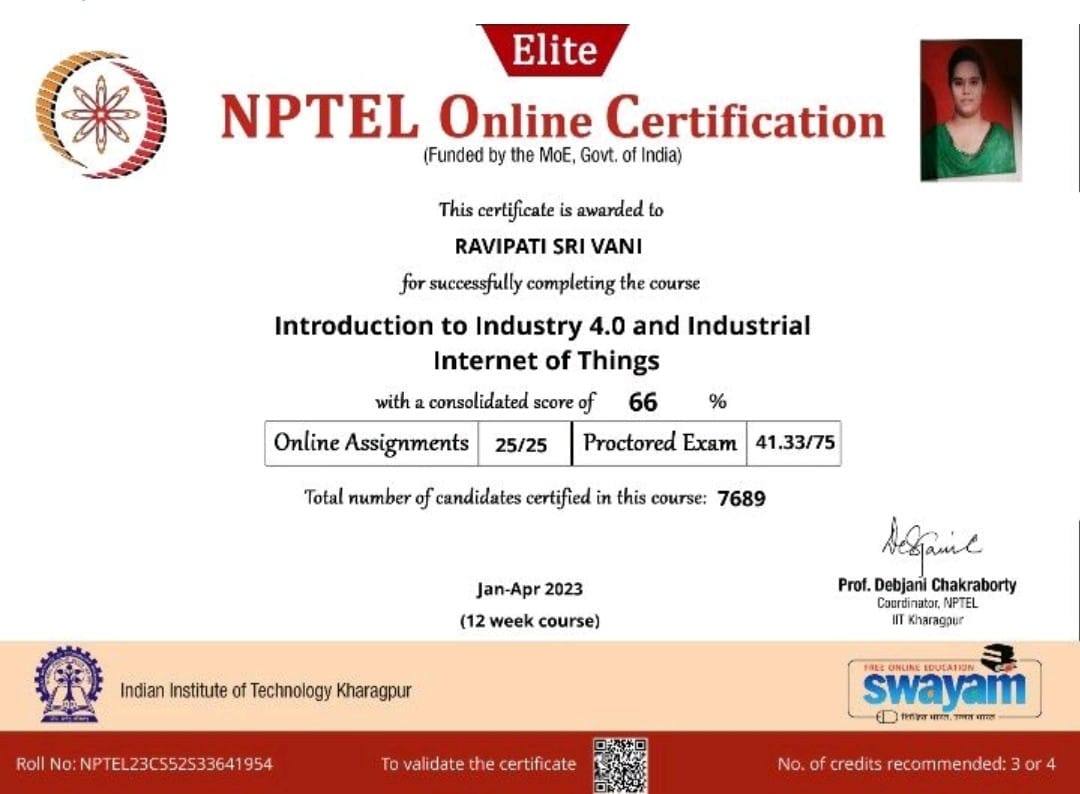 Elite
NPTEL Online Certification
(Funded by the MoE, Govt. of India)
This certificate is awarded to
RAVIPATI SRI VANI
for successfully completing the course
Introduction to Industry 4.0 and Industrial
Internet of Things
with a consolidated score of 66 %
Online Assignments 25/25 Proctored Exam 41.33/75
Total number of candidates certified in this course: 7689
Jan-Apr 2023
(12 week course)
Prof. Debjani Chakraborty
Coordinator, NPTEL
IIT Kharagpur
Indian Institute of Technology Kharagpur
FREE ONLINE EDUCATION
swayam
शिक्षित भारत, उन्नत भारत
Roll No: NPTEL23CS52S33641954 To validate the certificate No. of credits recommended: 3 or 4